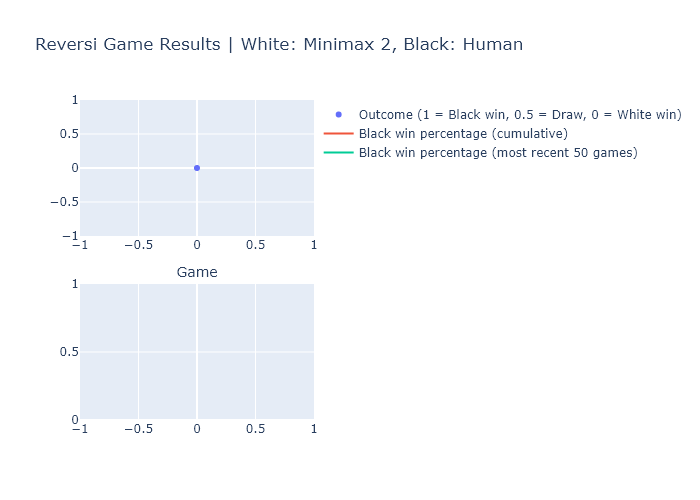 Reversi Game Results | White: Minimax 2, Black: Human
1
0.5
0
−0.5
−1
−1 −0.5 0 0.5 1
Outcome (1 = Black win, 0.5 = Draw, 0 = White win)
Black win percentage (cumulative)
Black win percentage (most recent 50 games)
Game
1
0.5
0
−1 −0.5 0 0.5 1